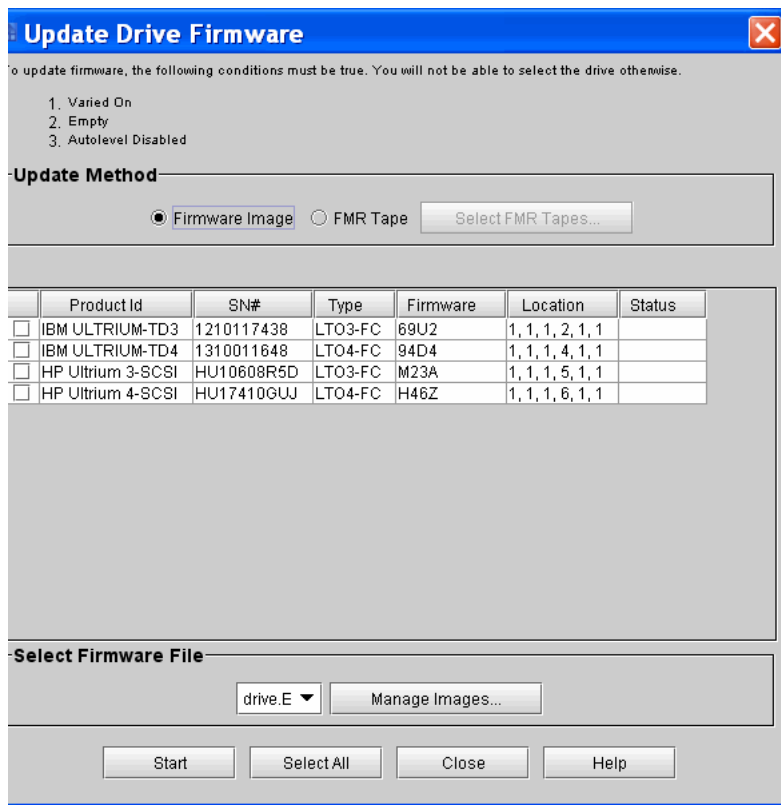 Update Drive Firmware
o update firmware, the following conditions must be true. You will not be able to select the drive otherwise.
1. Varied On
2. Empty
3. Autolevel Disabled
Update Method
Firmware Image FMR Tape Select FMR Tapes...
Product Id SN# Type Firmware Location Status
IBM ULTRIUM-TD3 1210117438 LTO3-FC 69U2 1, 1, 1, 2, 1, 1
IBM ULTRIUM-TD4 1310011648 LTO4-FC 94D4 1, 1, 1, 4, 1, 1
HP Ultrium 3-SCSI HU10608R5D LTO3-FC M23A 1, 1, 1, 5, 1, 1
HP Ultrium 4-SCSI HU17410GUJ LTO4-FC H46Z 1, 1, 1, 6, 1, 1
Select Firmware File
drive.E Manage Images...
Start Select All Close Help